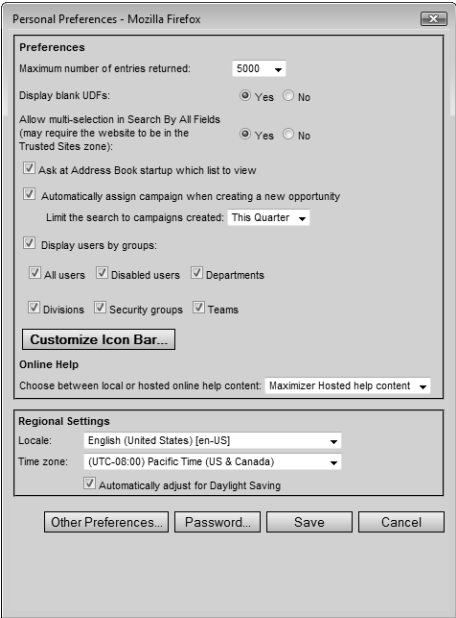 Personal Preferences - Mozilla Firefox
Preferences
Maximum number of entries returned: 5000
Display blank UDFs: Yes No
Allow multi-selection in Search By All Fields
(may require the website to be in the Yes No
Trusted Sites zone):
Ask at Address Book startup which list to view
Automatically assign campaign when creating a new opportunity
Limit the search to campaigns created: This Quarter
Display users by groups:
All users Disabled users Departments
Divisions Security groups Teams
Customize Icon Bar...
Online Help
Choose between local or hosted online help content: Maximizer Hosted help content
Regional Settings
Locale: English (United States) [en-US]
Time zone: (UTC-08:00) Pacific Time (US & Canada)
Automatically adjust for Daylight Saving
Other Preferences... Password... Save Cancel